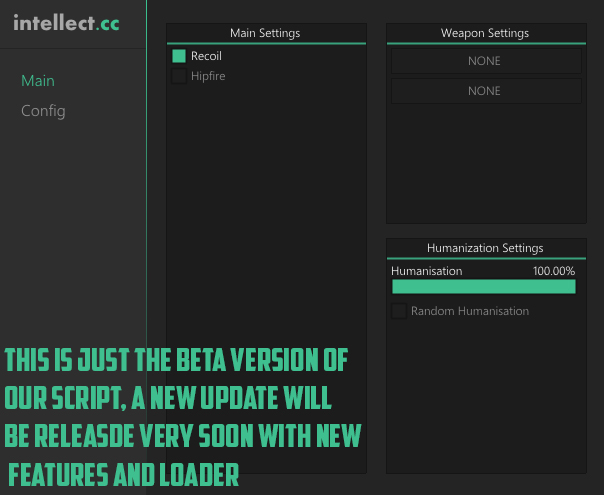 intellect.cc
Main
Config
Main Settings
Recoil
Hipfire
Weapon Settings
NONE
NONE
Humanization Settings
Humanisation 100.00%
Random Humanisation
THIS IS JUST THE BETA VERSION OF
OUR SCRIPT, A NEW UPDATE WILL
BE RELEASDE VERY SOON WITH NEW
FEATURES AND LOADER